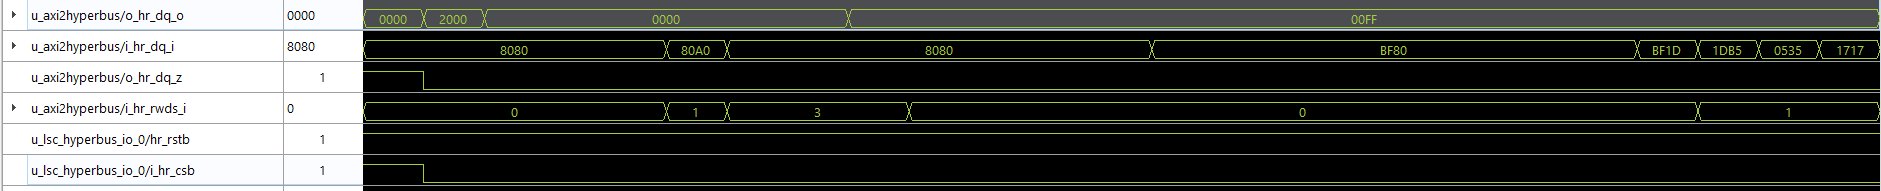 u_axi2hyperbus/o_hr_dq_o 0000 0000 2000 0000 00FF
u_axi2hyperbus/i_hr_dq_i 8080 8080 80A0 8080 BF80 BF1D 1DB5 0535 1717
u_axi2hyperbus/o_hr_dq_z 1
u_axi2hyperbus/i_hr_rwds_i 0 0 1 3 0 1
u_lsc_hyperbus_io_0/hr_rstb 1
u_lsc_hyperbus_io_0/i_hr_csb 1